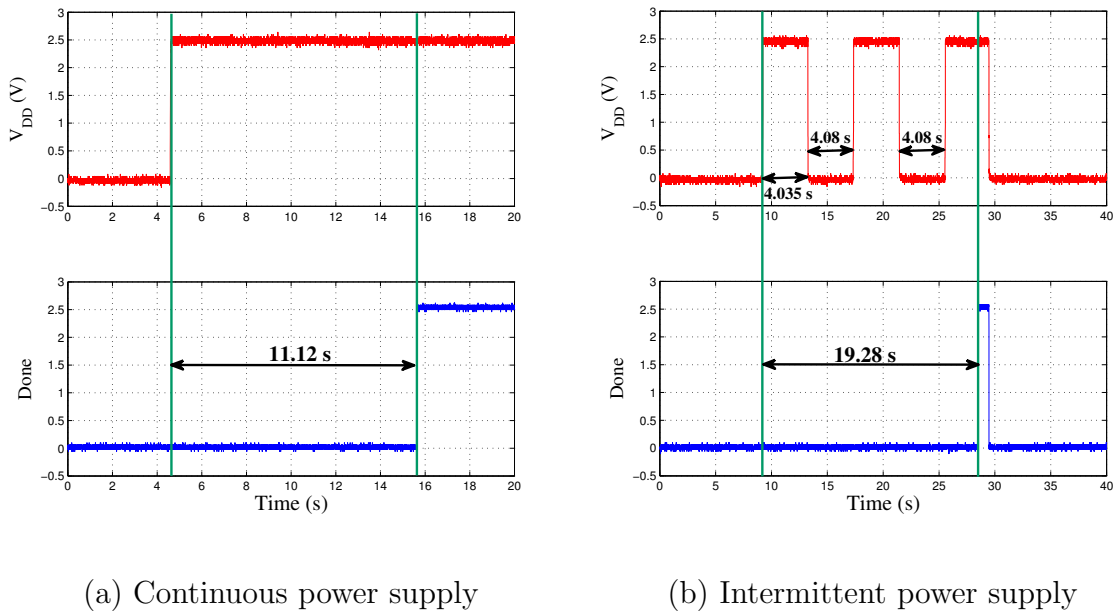 3
2.5
2
1.5
1
0.5
0
−0.5
V_DD (V)
0 2 4 6 8 10 12 14 16 18 20
3
2.5
2
1.5
1
0.5
0
−0.5
Done
11.12 s
0 2 4 6 8 10 12 14 16 18 20
Time (s)
(a) Continuous power supply
3
2.5
2
1.5
1
0.5
0
−0.5
V_DD (V)
4.08 s 4.08 s
4.035 s
0 5 10 15 20 25 30 35 40
3
2.5
2
1.5
1
0.5
0
−0.5
Done
19.28 s
0 5 10 15 20 25 30 35 40
Time (s)
(b) Intermittent power supply